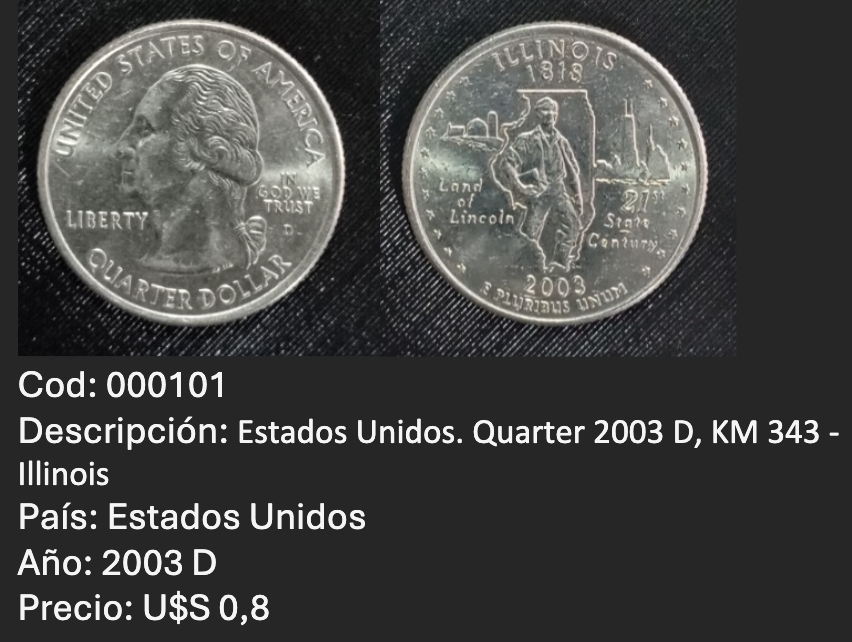 UNITED STATES OF AMERICA
LIBERTY
IN
GOD WE
TRUST
D
QUARTER DOLLAR
ILLINOIS
1818
Land
of
Lincoln
21st
State
Century
2003
E PLURIBUS UNUM
Cod: 000101
Descripción: Estados Unidos. Quarter 2003 D, KM 343 -
Illinois
País: Estados Unidos
Año: 2003 D
Precio: U$S 0,8